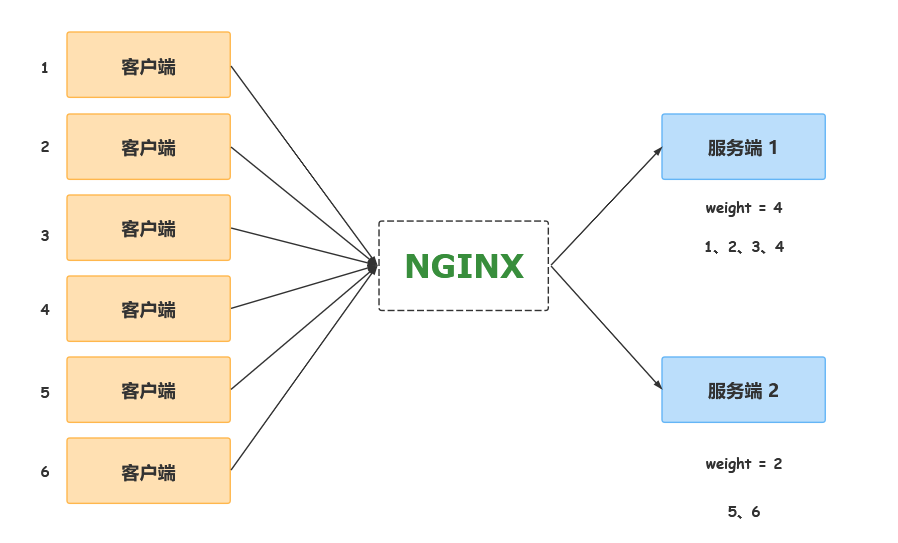 1
客户端
2
客户端
3
客户端
4
客户端
5
客户端
6
客户端
NGINX
服务端 1
weight = 4
1、2、3、4
服务端 2
weight = 2
5、6